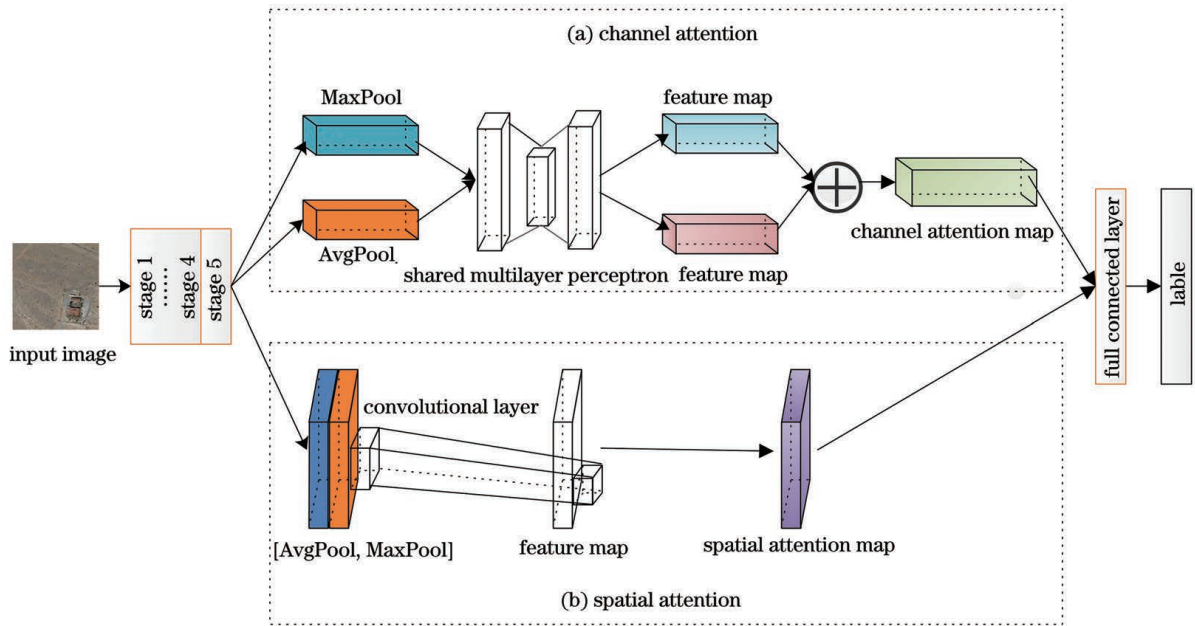 (a) channel attention
MaxPool
feature map
AvgPool
shared multilayer perceptron
feature map
channel attention map
input image
stage 1
……
stage 4
stage 5
full connected layer
lable
convolutional layer
[AvgPool, MaxPool]
feature map
spatial attention map
(b) spatial attention